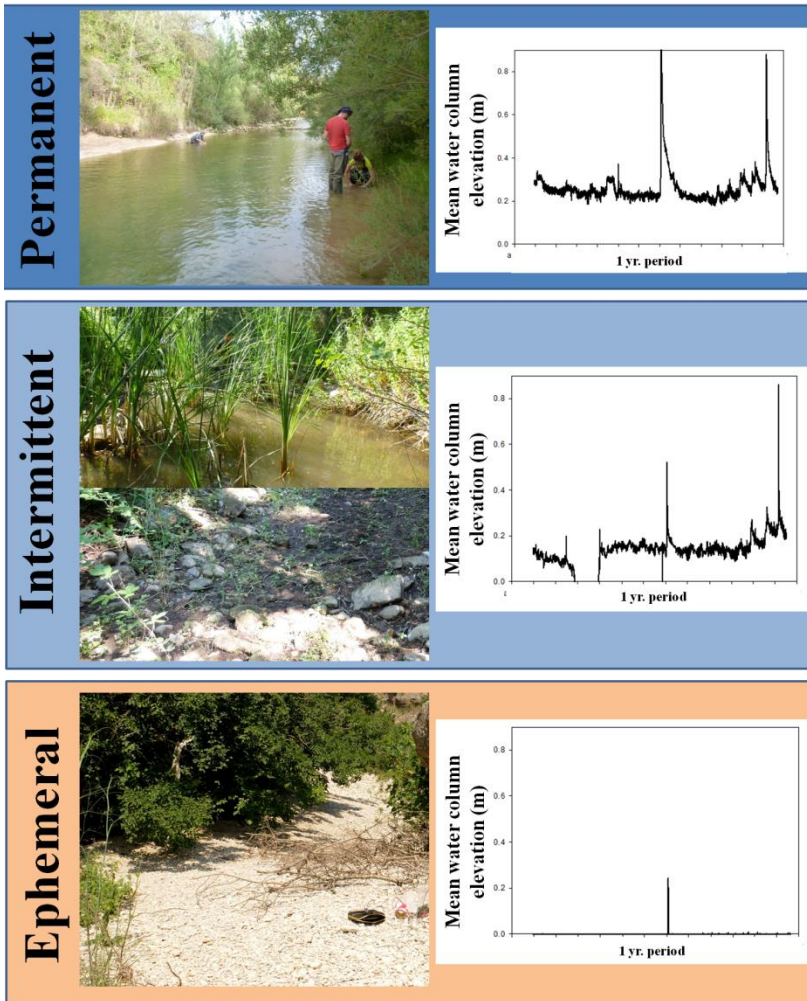 Permanent
Mean water column
elevation (m)
0.8
0.6
0.4
0.2
a
1 yr. period
Intermittent
Mean water column
elevation (m)
0.8
0.6
0.4
0.2
0.0
1 yr. period
Ephemeral
Mean water column
elevation (m)
0.8
0.6
0.4
0.2
0.0
1 yr. period